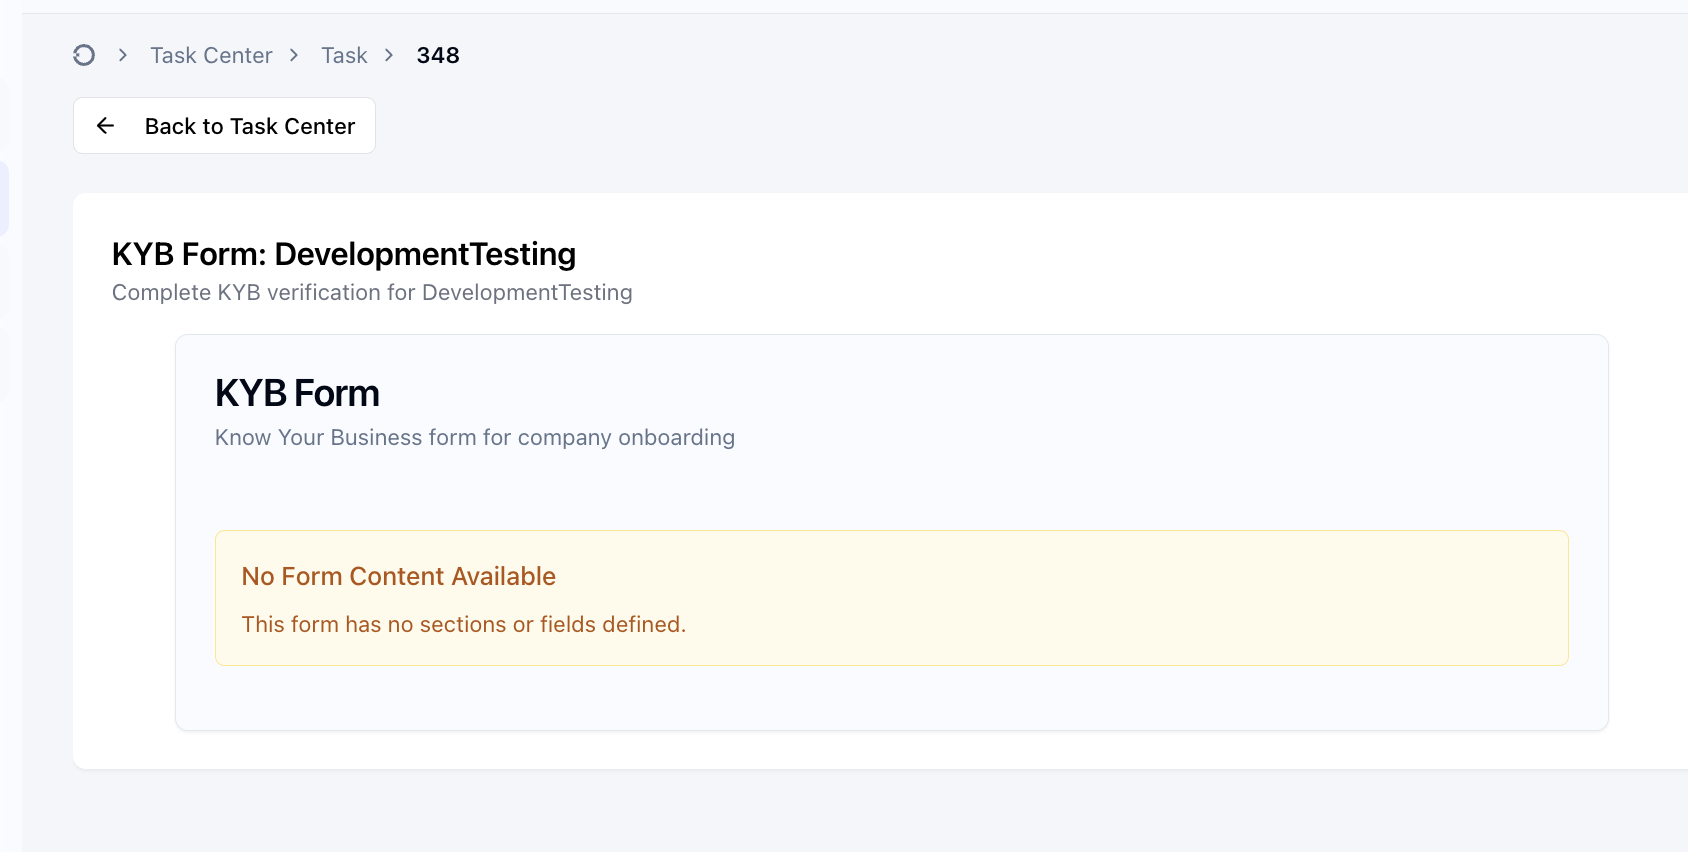 Task Center Task 348
Back to Task Center
KYB Form: DevelopmentTesting
Complete KYB verification for DevelopmentTesting
KYB Form
Know Your Business form for company onboarding
No Form Content Available
This form has no sections or fields defined.